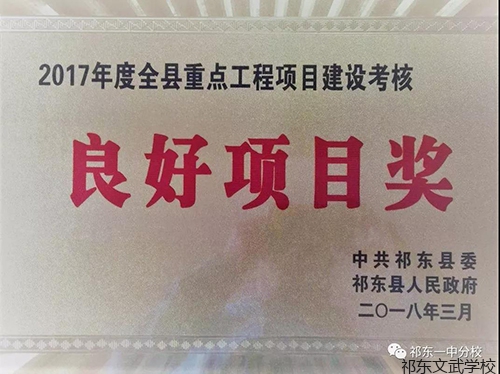 2017年度全县重点工程项目建设考核
良好项目奖
中共祁东县委
祁东县人民政府
二〇一八年三月
祁东一中分校
祁东文武学校